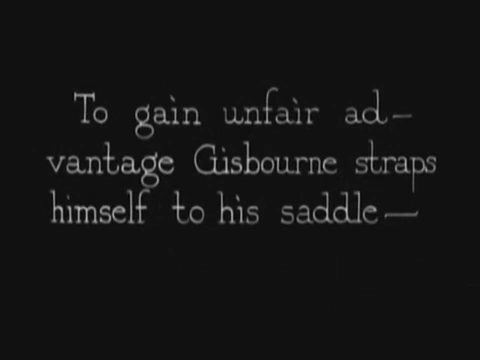 To gain unfair ad—
vantage Gisbourne straps
himself to his saddle—